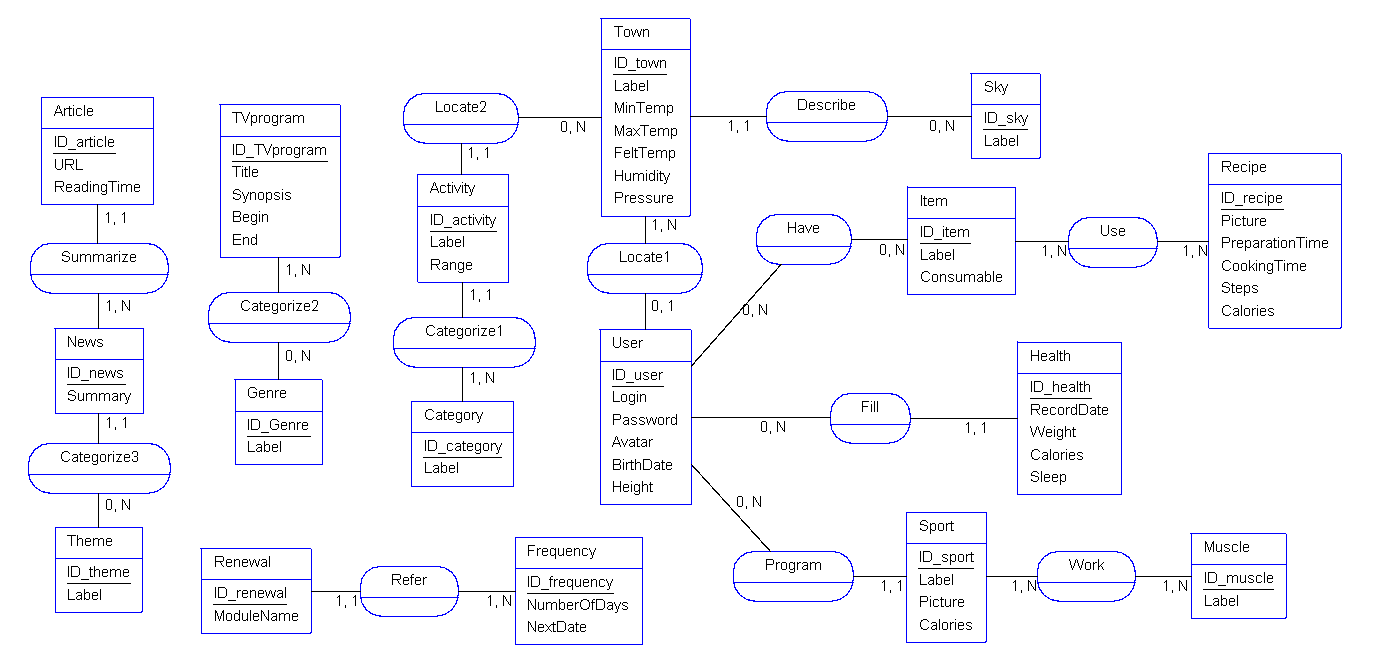 Article
ID_article
URL
ReadingTime
1, 1
Summarize
1, N
News
ID_news
Summary
1, 1
Categorize3
0, N
Theme
ID_theme
Label
TVprogram
ID_TVprogram
Title
Synopsis
Begin
End
1, N
Categorize2
0, N
Genre
ID_Genre
Label
Locate2
0, N
1, 1
Activity
ID_activity
Label
Range
1, 1
Categorize1
1, N
Category
ID_category
Label
Town
ID_town
Label
MinTemp
MaxTemp
FeltTemp
Humidity
Pressure
1, 1
Describe
0, N
Sky
ID_sky
Label
1, N
Locate1
0, 1
User
ID_user
Login
Password
Avatar
BirthDate
Height
0, N
Have
0, N
Item
ID_item
Label
Consumable
1, N
Use
1, N
Recipe
ID_recipe
Picture
PreparationTime
CookingTime
Steps
Calories
0, N
Fill
1, 1
Health
ID_health
RecordDate
Weight
Calories
Sleep
0, N
Program
1, 1
Sport
ID_sport
Label
Picture
Calories
1, N
Work
1, N
Muscle
ID_muscle
Label
Renewal
ID_renewal
ModuleName
1, 1
Refer
1, N
Frequency
ID_frequency
NumberOfDays
NextDate